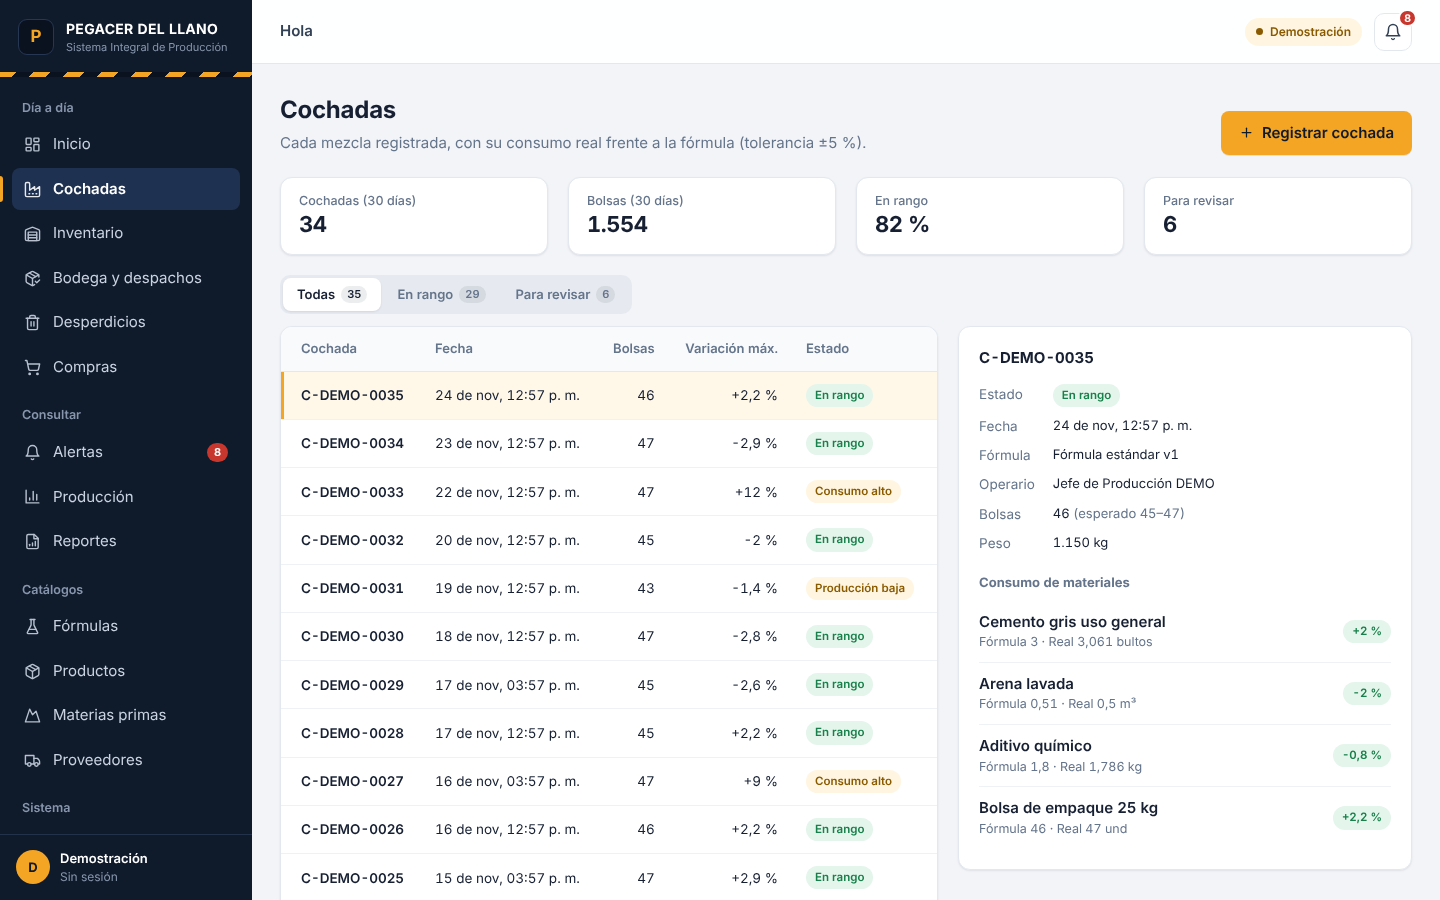 P
PEGACER DEL LLANO
Sistema Integral de Producción
Día a día
Inicio
Cochadas
Inventario
Bodega y despachos
Desperdicios
Compras
Consultar
Alertas 8
Producción
Reportes
Catálogos
Fórmulas
Productos
Materias primas
Proveedores
Sistema
D
Demostración
Sin sesión
Hola
Demostración
8
Cochadas
Cada mezcla registrada, con su consumo real frente a la fórmula (tolerancia ±5 %).
+ Registrar cochada
Cochadas (30 días)
34
Bolsas (30 días)
1.554
En rango
82 %
Para revisar
6
Todas 35 En rango 29 Para revisar 6
Cochada Fecha Bolsas Variación máx. Estado
C-DEMO-0035 24 de nov, 12:57 p. m. 46 +2,2 % En rango
C-DEMO-0034 23 de nov, 12:57 p. m. 47 -2,9 % En rango
C-DEMO-0033 22 de nov, 12:57 p. m. 47 +12 % Consumo alto
C-DEMO-0032 20 de nov, 12:57 p. m. 45 -2 % En rango
C-DEMO-0031 19 de nov, 12:57 p. m. 43 -1,4 % Producción baja
C-DEMO-0030 18 de nov, 12:57 p. m. 47 -2,8 % En rango
C-DEMO-0029 17 de nov, 03:57 p. m. 45 -2,6 % En rango
C-DEMO-0028 17 de nov, 12:57 p. m. 45 +2,2 % En rango
C-DEMO-0027 16 de nov, 03:57 p. m. 47 +9 % Consumo alto
C-DEMO-0026 16 de nov, 12:57 p. m. 46 +2,2 % En rango
C-DEMO-0025 15 de nov, 03:57 p. m. 47 +2,9 % En rango
C-DEMO-0035
Estado En rango
Fecha 24 de nov, 12:57 p. m.
Fórmula Fórmula estándar v1
Operario Jefe de Producción DEMO
Bolsas 46 (esperado 45–47)
Peso 1.150 kg
Consumo de materiales
Cemento gris uso general
Fórmula 3 · Real 3,061 bultos
+2 %
Arena lavada
Fórmula 0,51 · Real 0,5 m³
-2 %
Aditivo químico
Fórmula 1,8 · Real 1,786 kg
-0,8 %
Bolsa de empaque 25 kg
Fórmula 46 · Real 47 und
+2,2 %